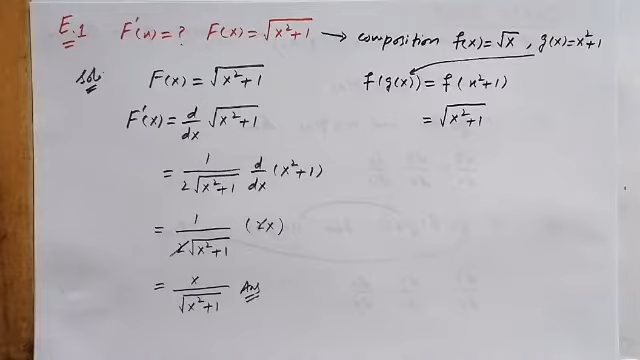 E.1 F'(x)=? F(x)=√(x²+1) → composition f(x)=√x, g(x)=x²+1
Sol: F(x)=√(x²+1)
F'(x)=d/dx √(x²+1)
= 1/(2√(x²+1)) d/dx (x²+1)
= 1/(2√(x²+1)) (2x)
= x/√(x²+1) Ans
f(g(x))=f(x²+1)
=√(x²+1)